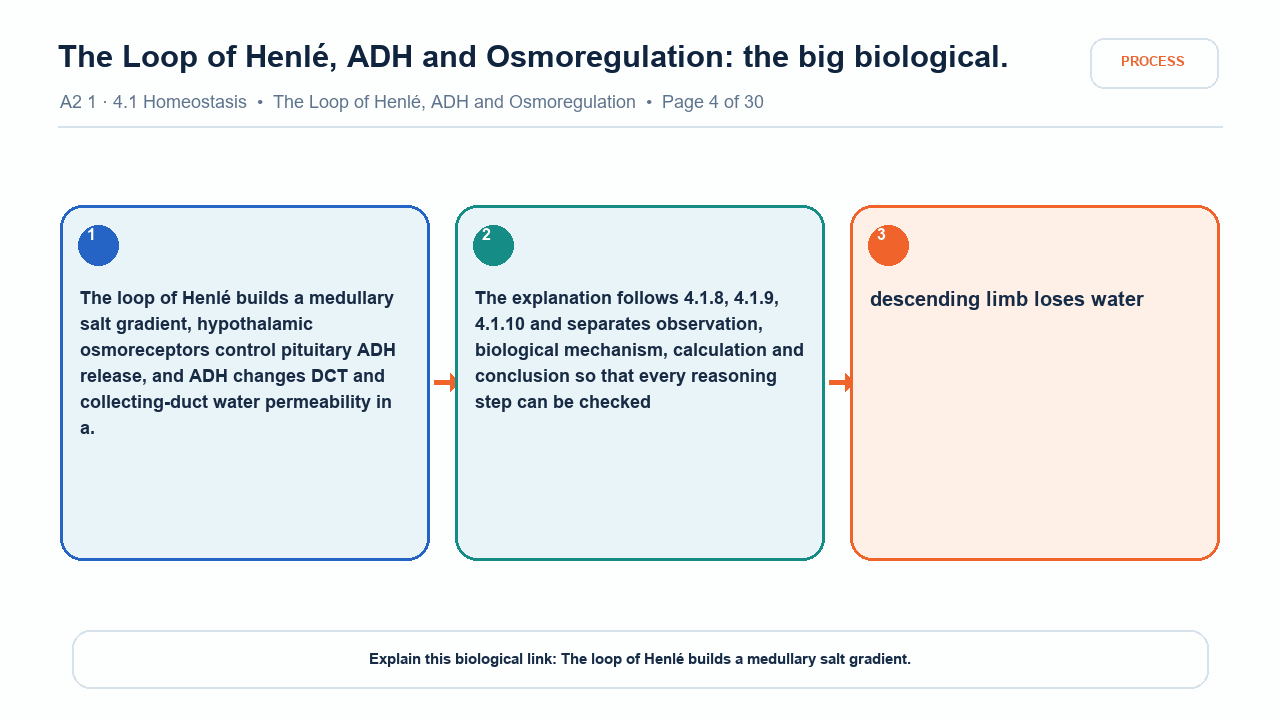 The Loop of Henlé, ADH and Osmoregulation: the big biological.
PROCESS
A2 1 · 4.1 Homeostasis • The Loop of Henlé, ADH and Osmoregulation • Page 4 of 30
1
The loop of Henlé builds a medullary
salt gradient, hypothalamic
osmoreceptors control pituitary ADH
release, and ADH changes DCT and
collecting-duct water permeability in
a.
2
The explanation follows 4.1.8, 4.1.9,
4.1.10 and separates observation,
biological mechanism, calculation and
conclusion so that every reasoning
step can be checked
3
descending limb loses water
Explain this biological link: The loop of Henlé builds a medullary salt gradient.